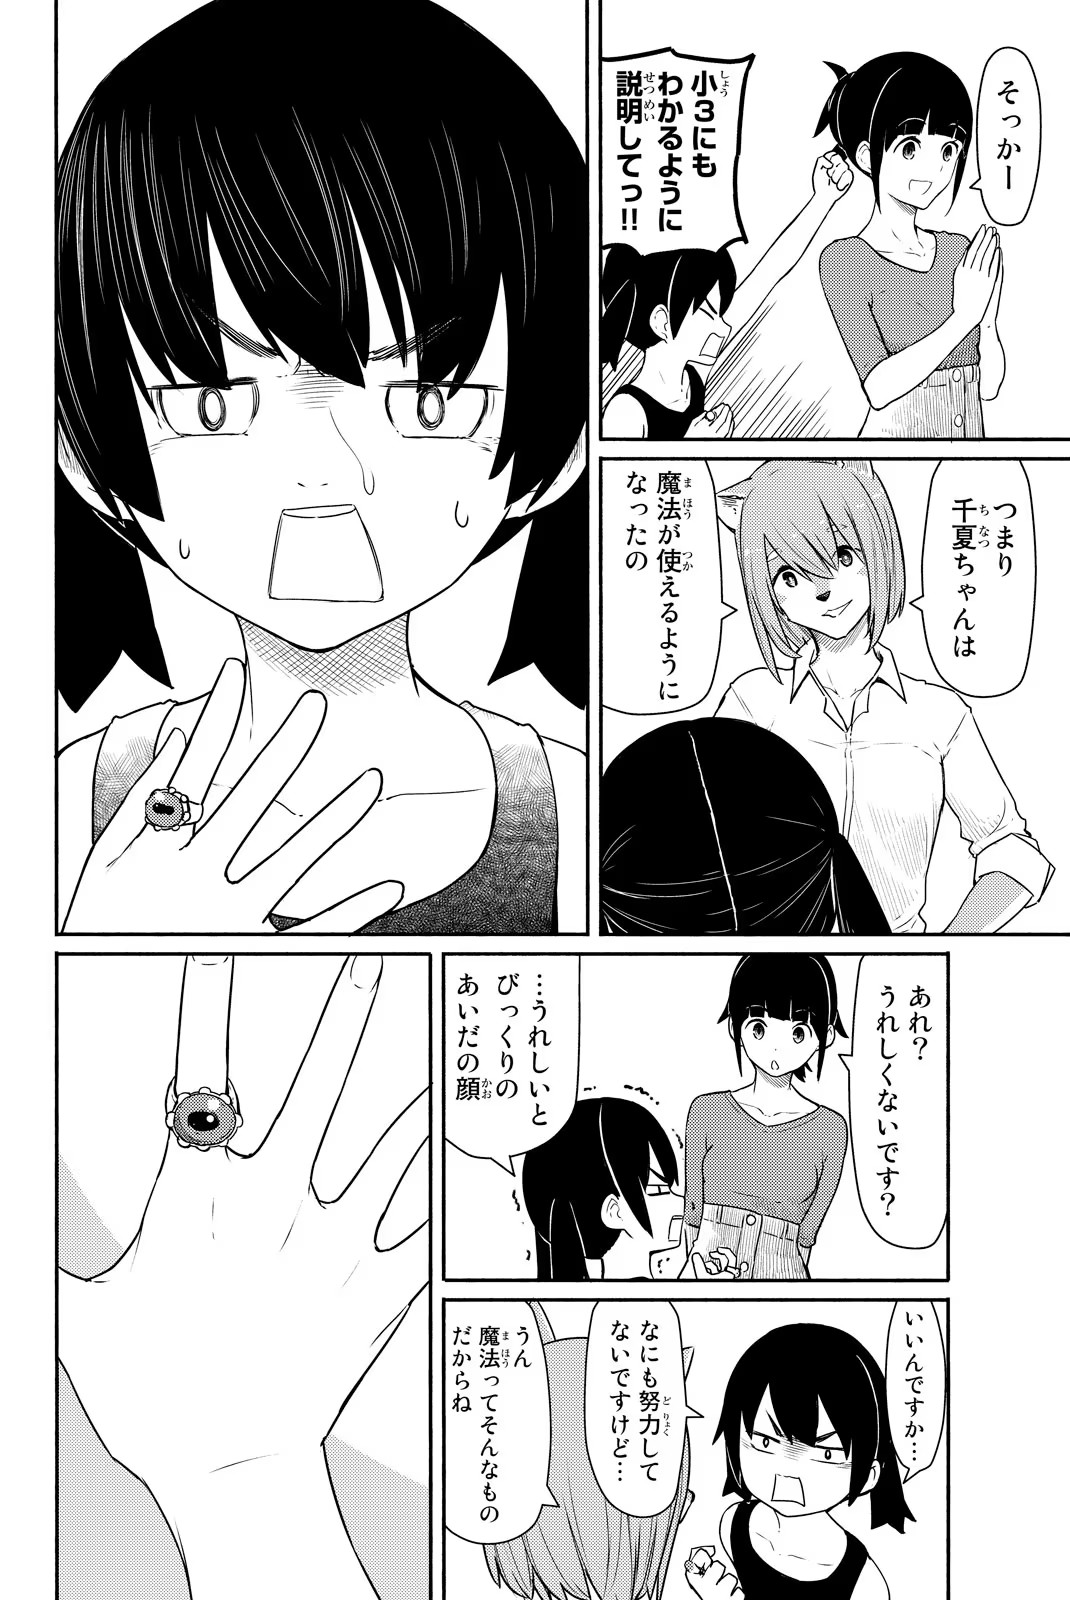 そっかー
小3にも
わかるように
説明してっ!!
つまり
千夏ちゃんは
魔法が使えるように
なったの
あれ?
うれしくないです?
…うれしいと
びっくりの
あいだの顔
いいんですか…
なにも努力して
ないですけど…
うん
魔法ってそんなもの
だからね